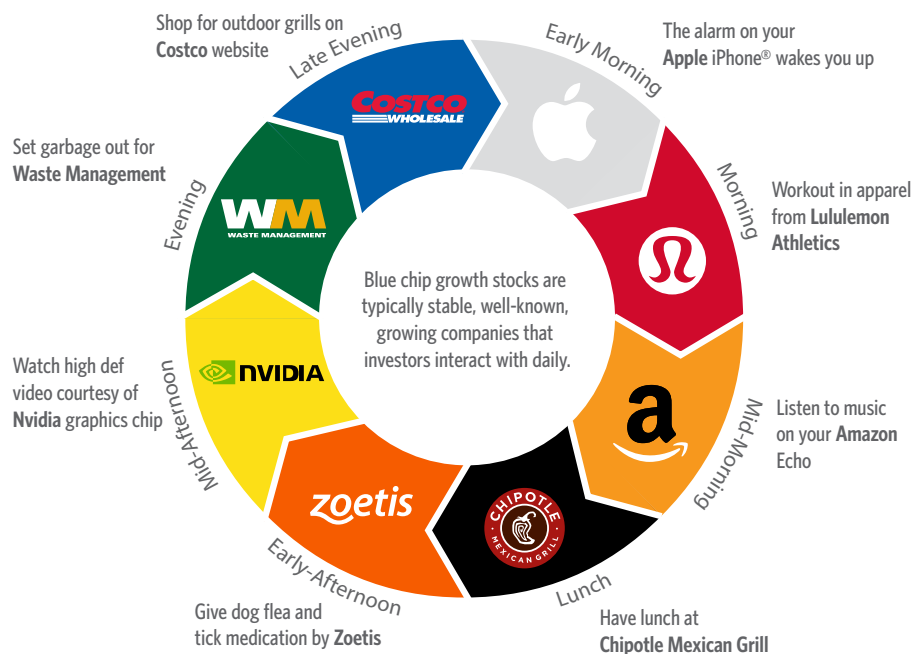 Late Evening
Shop for outdoor grills on
Costco website
COSTCO
WHOLESALE
Early Morning
The alarm on your
Apple iPhone® wakes you up
Morning
Workout in apparel
from Lululemon
Athletics
Mid-Morning
Listen to music
on your Amazon
Echo
a
Lunch
Have lunch at
Chipotle Mexican Grill
CHIPOTLE
MEXICAN GRILL
Early-Afternoon
Give dog flea and
tick medication by Zoetis
zoetis
Mid-Afternoon
Watch high def
video courtesy of
Nvidia graphics chip
NVIDIA
Evening
Set garbage out for
Waste Management
WM
WASTE MANAGEMENT
Blue chip growth stocks are
typically stable, well-known,
growing companies that
investors interact with daily.